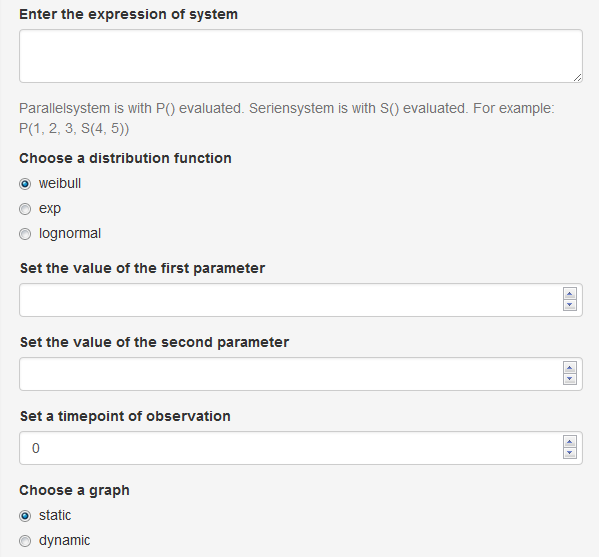 Enter the expression of system
Parallelsystem is with P() evaluated. Seriensystem is with S() evaluated. For example:
P(1, 2, 3, S(4, 5))
Choose a distribution function
weibull
exp
lognormal
Set the value of the first parameter
Set the value of the second parameter
Set a timepoint of observation
0
Choose a graph
static
dynamic